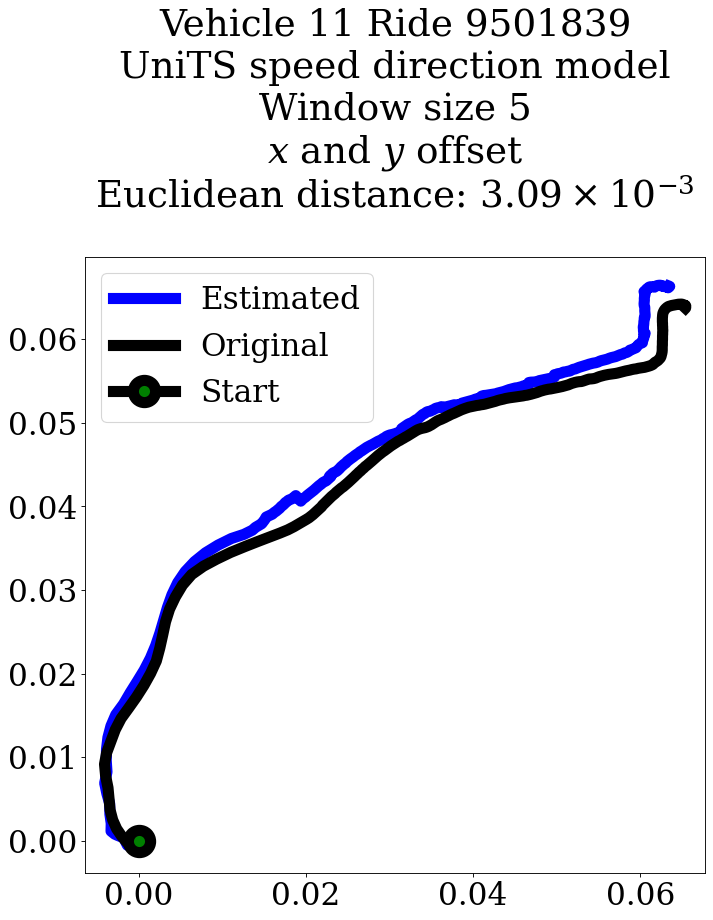 Vehicle 11 Ride 9501839
UniTS speed direction model
Window size 5
x and y offset
Euclidean distance: 3.09 × 10⁻³
Estimated
Original
Start
0.06
0.05
0.04
0.03
0.02
0.01
0.00
0.00 0.02 0.04 0.06